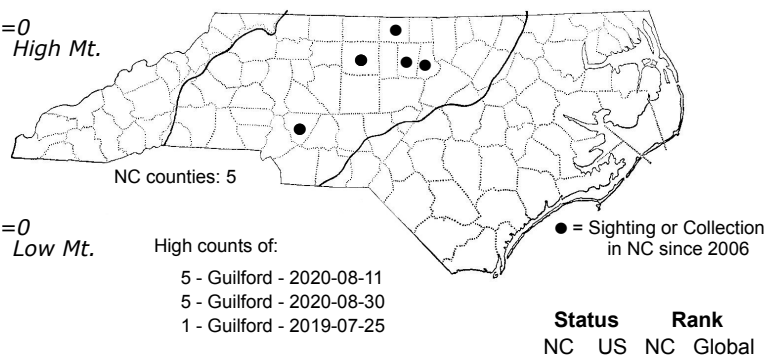 =0
High Mt.
NC counties: 5
=0
Low Mt.
High counts of:
5 - Guilford - 2020-08-11
5 - Guilford - 2020-08-30
1 - Guilford - 2019-07-25
● = Sighting or Collection
in NC since 2006
Status Rank
NC US NC Global